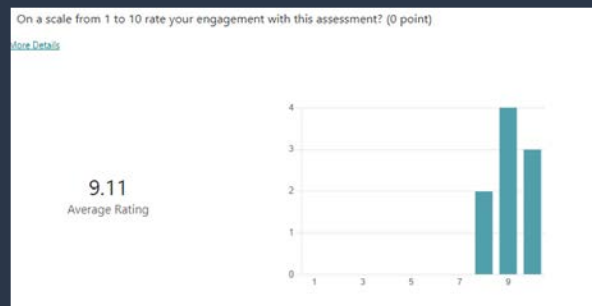 On a scale from 1 to 10 rate your engagement with this assessment? (0 point)
More Details
4
3
2
1
0
9.11
Average Rating
1 3 5 7 9